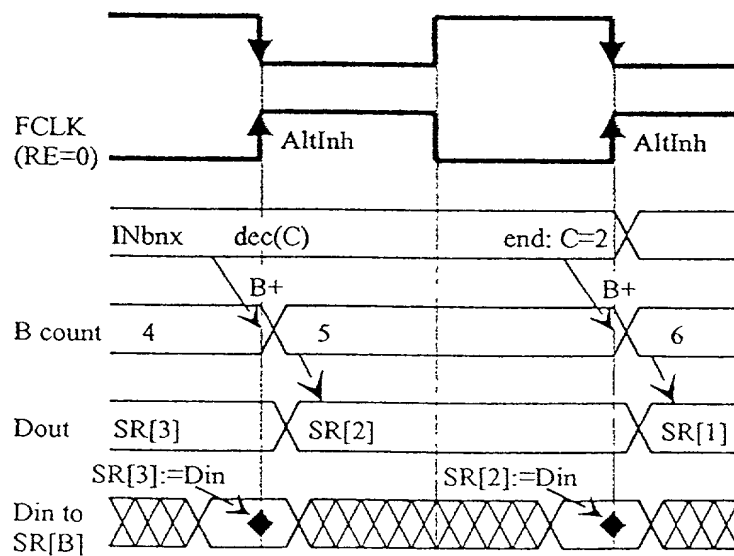 FCLK
(RE=0)
AltInh
AltInh
INbnx
dec(C)
end: C=2
B+
B+
B count
4
5
6
Dout
SR[3]
SR[2]
SR[1]
SR[3]:=Din
SR[2]:=Din
Din to
SR[B]